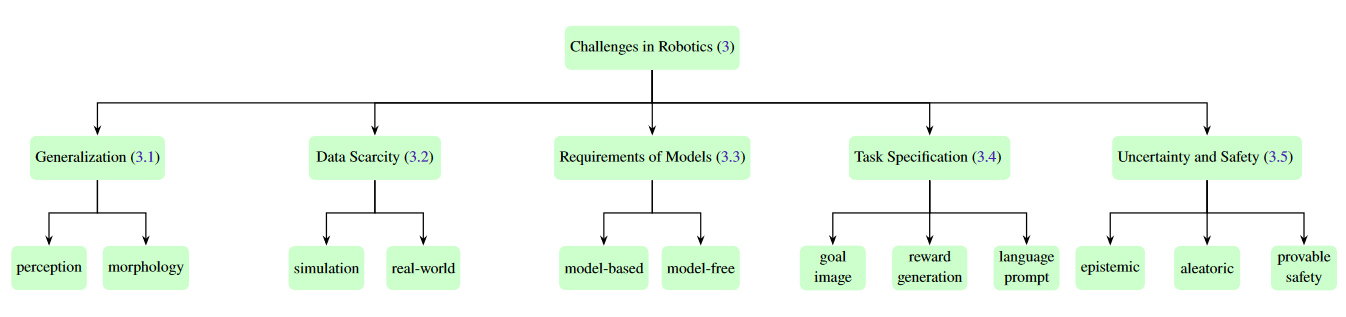 Challenges in Robotics (3)
Generalization (3.1)
Data Scarcity (3.2)
Requirements of Models (3.3)
Task Specification (3.4)
Uncertainty and Safety (3.5)
perception
morphology
simulation
real-world
model-based
model-free
goal
image
reward
generation
language
prompt
epistemic
aleatoric
provable
safety